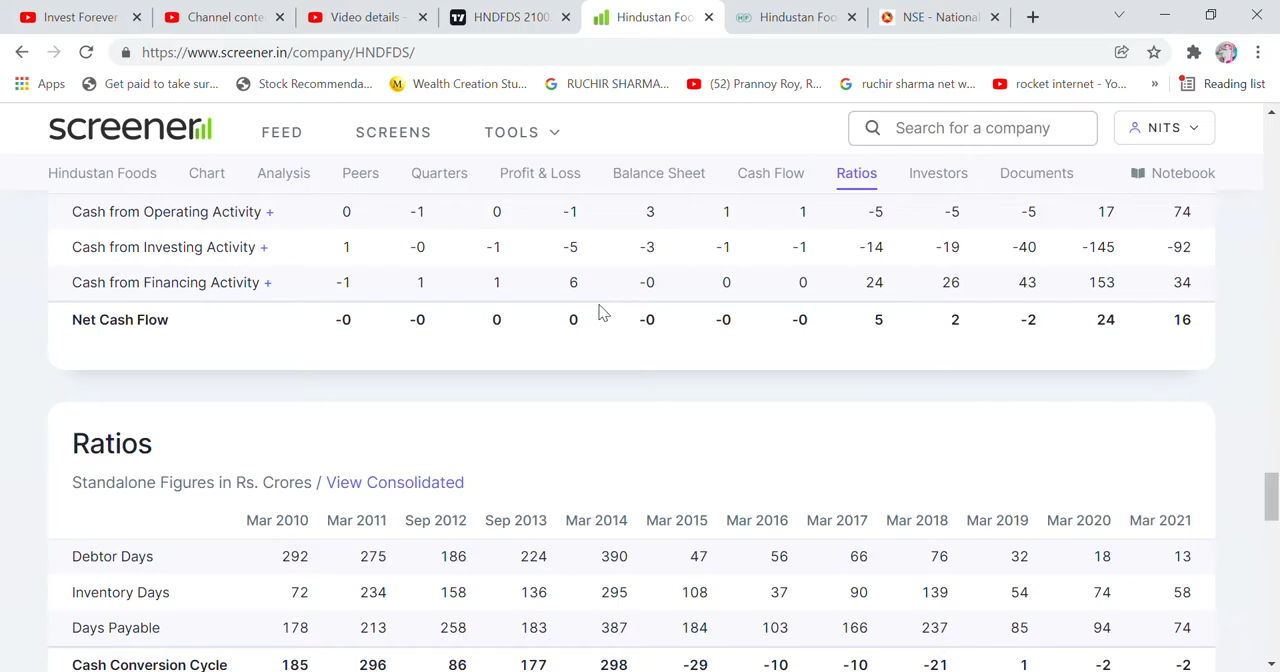 Invest Forever
Channel conte
Video details -
HNDFDS 2100.
Hindustan Foo
Hindustan Foo
NSE - National
https://www.screener.in/company/HNDFDS/
Apps
Get paid to take sur...
Stock Recommenda...
Wealth Creation Stu...
RUCHIR SHARMA...
(52) Prannoy Roy, R...
ruchir sharma net w...
rocket internet - Yo...
»
Reading list
screener
FEED
SCREENS
TOOLS
Search for a company
NITS
Hindustan Foods
Chart
Analysis
Peers
Quarters
Profit & Loss
Balance Sheet
Cash Flow
Ratios
Investors
Documents
Notebook
Cash from Operating Activity + 0 -1 0 -1 3 1 1 -5 -5 -5 17 74
Cash from Investing Activity + 1 -0 -1 -5 -3 -1 -1 -14 -19 -40 -145 -92
Cash from Financing Activity + -1 1 1 6 -0 0 0 24 26 43 153 34
Net Cash Flow -0 -0 0 0 -0 -0 -0 5 2 -2 24 16
Ratios
Standalone Figures in Rs. Crores / View Consolidated
Mar 2010 Mar 2011 Sep 2012 Sep 2013 Mar 2014 Mar 2015 Mar 2016 Mar 2017 Mar 2018 Mar 2019 Mar 2020 Mar 2021
Debtor Days 292 275 186 224 390 47 56 66 76 32 18 13
Inventory Days 72 234 158 136 295 108 37 90 139 54 74 58
Days Payable 178 213 258 183 387 184 103 166 237 85 94 74
Cash Conversion Cycle 185 296 86 177 298 -29 -10 -10 -21 1 -2 -2